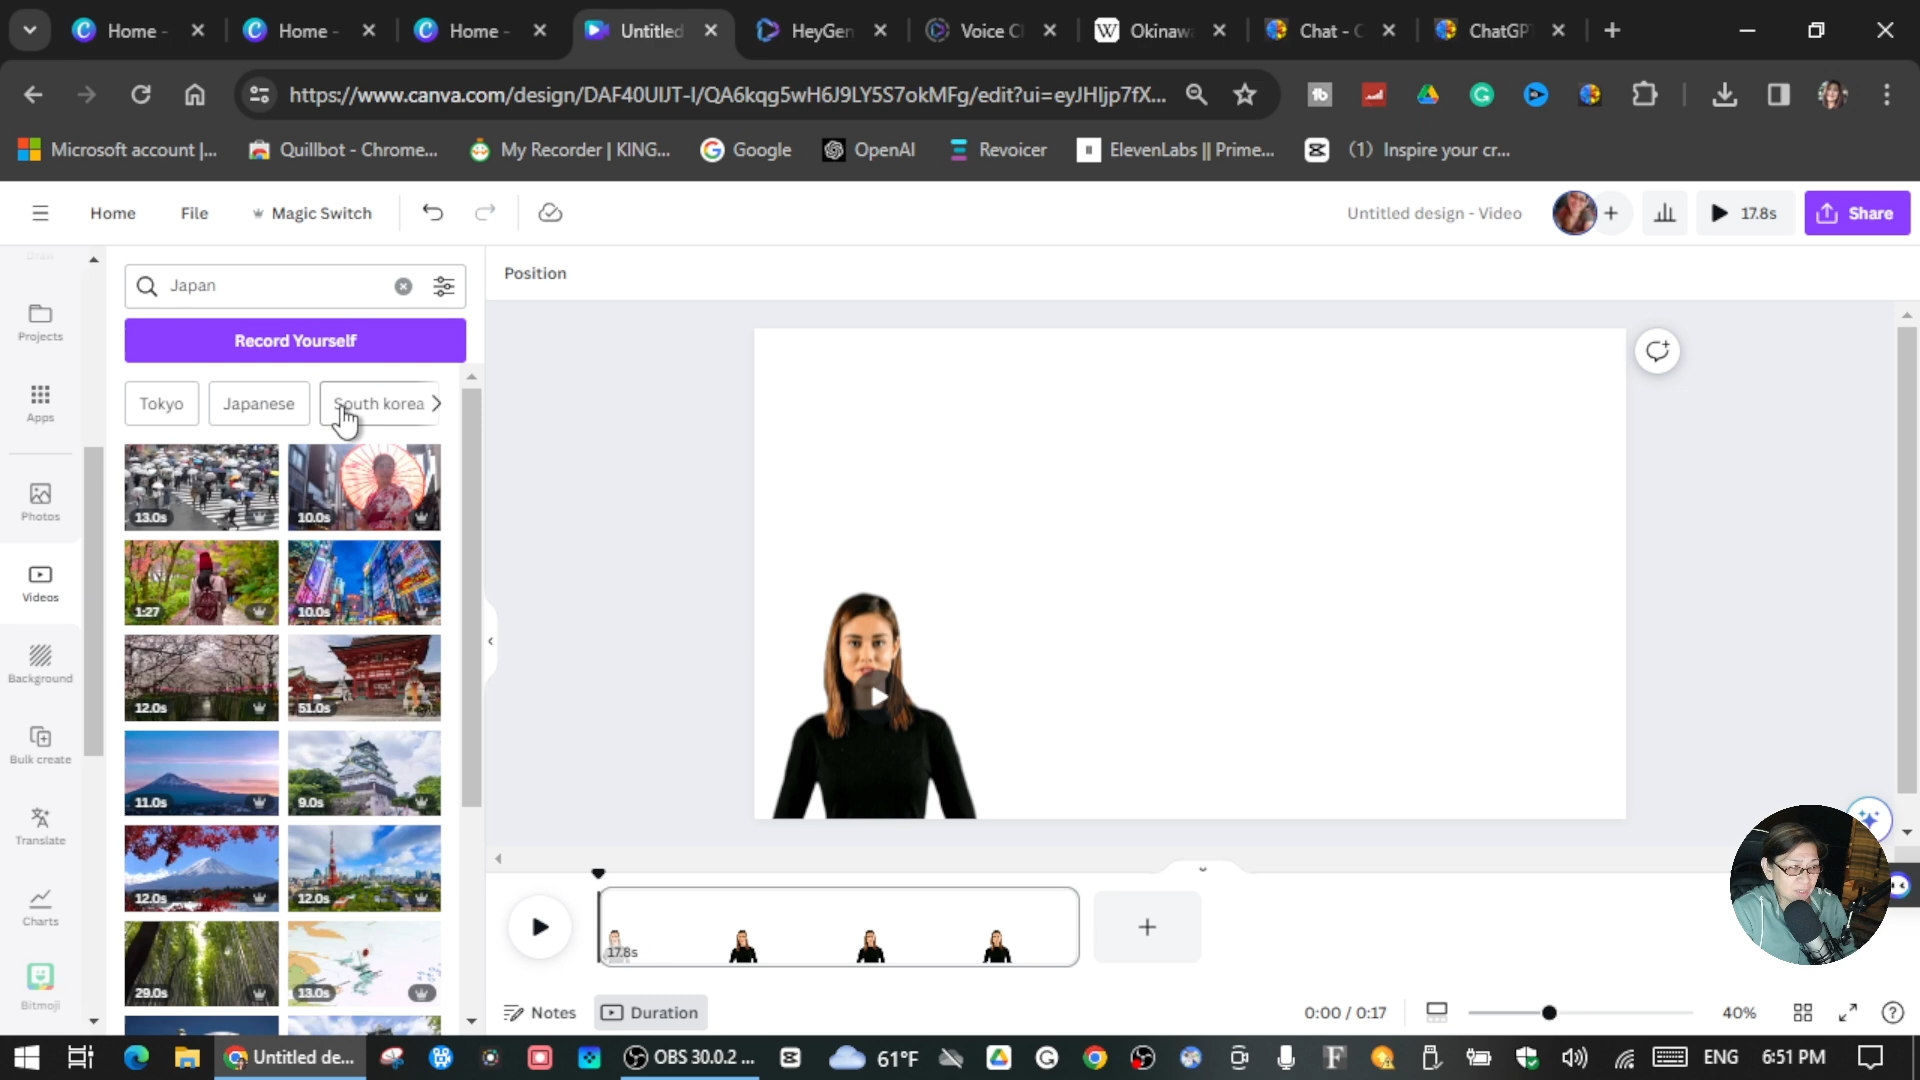 Home -
Home -
Home -
Untitled
HeyGen
Voice Cl
Okinawa
Chat - C
ChatGPT
https://www.canva.com/design/DAF40UIJT-I/QA6kqg5wH6J9LY5S7okMFg/edit?ui=eyJHIjp7fX...
Microsoft account |...
Quillbot - Chrome...
My Recorder | KING...
Google
OpenAI
Revoicer
ElevenLabs || Prime...
(1) Inspire your cr...
Home
File
Magic Switch
Untitled design - Video
17.8s
Share
Japan
Position
Record Yourself
Projects
Apps
Tokyo
Japanese
South korea
13.0s
10.0s
Photos
1:27
10.0s
Videos
12.0s
51.0s
Background
11.0s
9.0s
Bulk create
Translate
12.0s
12.0s
Charts
29.0s
13.0s
Bitmoji
17.8s
Notes
Duration
0:00 / 0:17
40%
Untitled de...
OBS 30.0.2 ...
61°F
ENG
6:51 PM